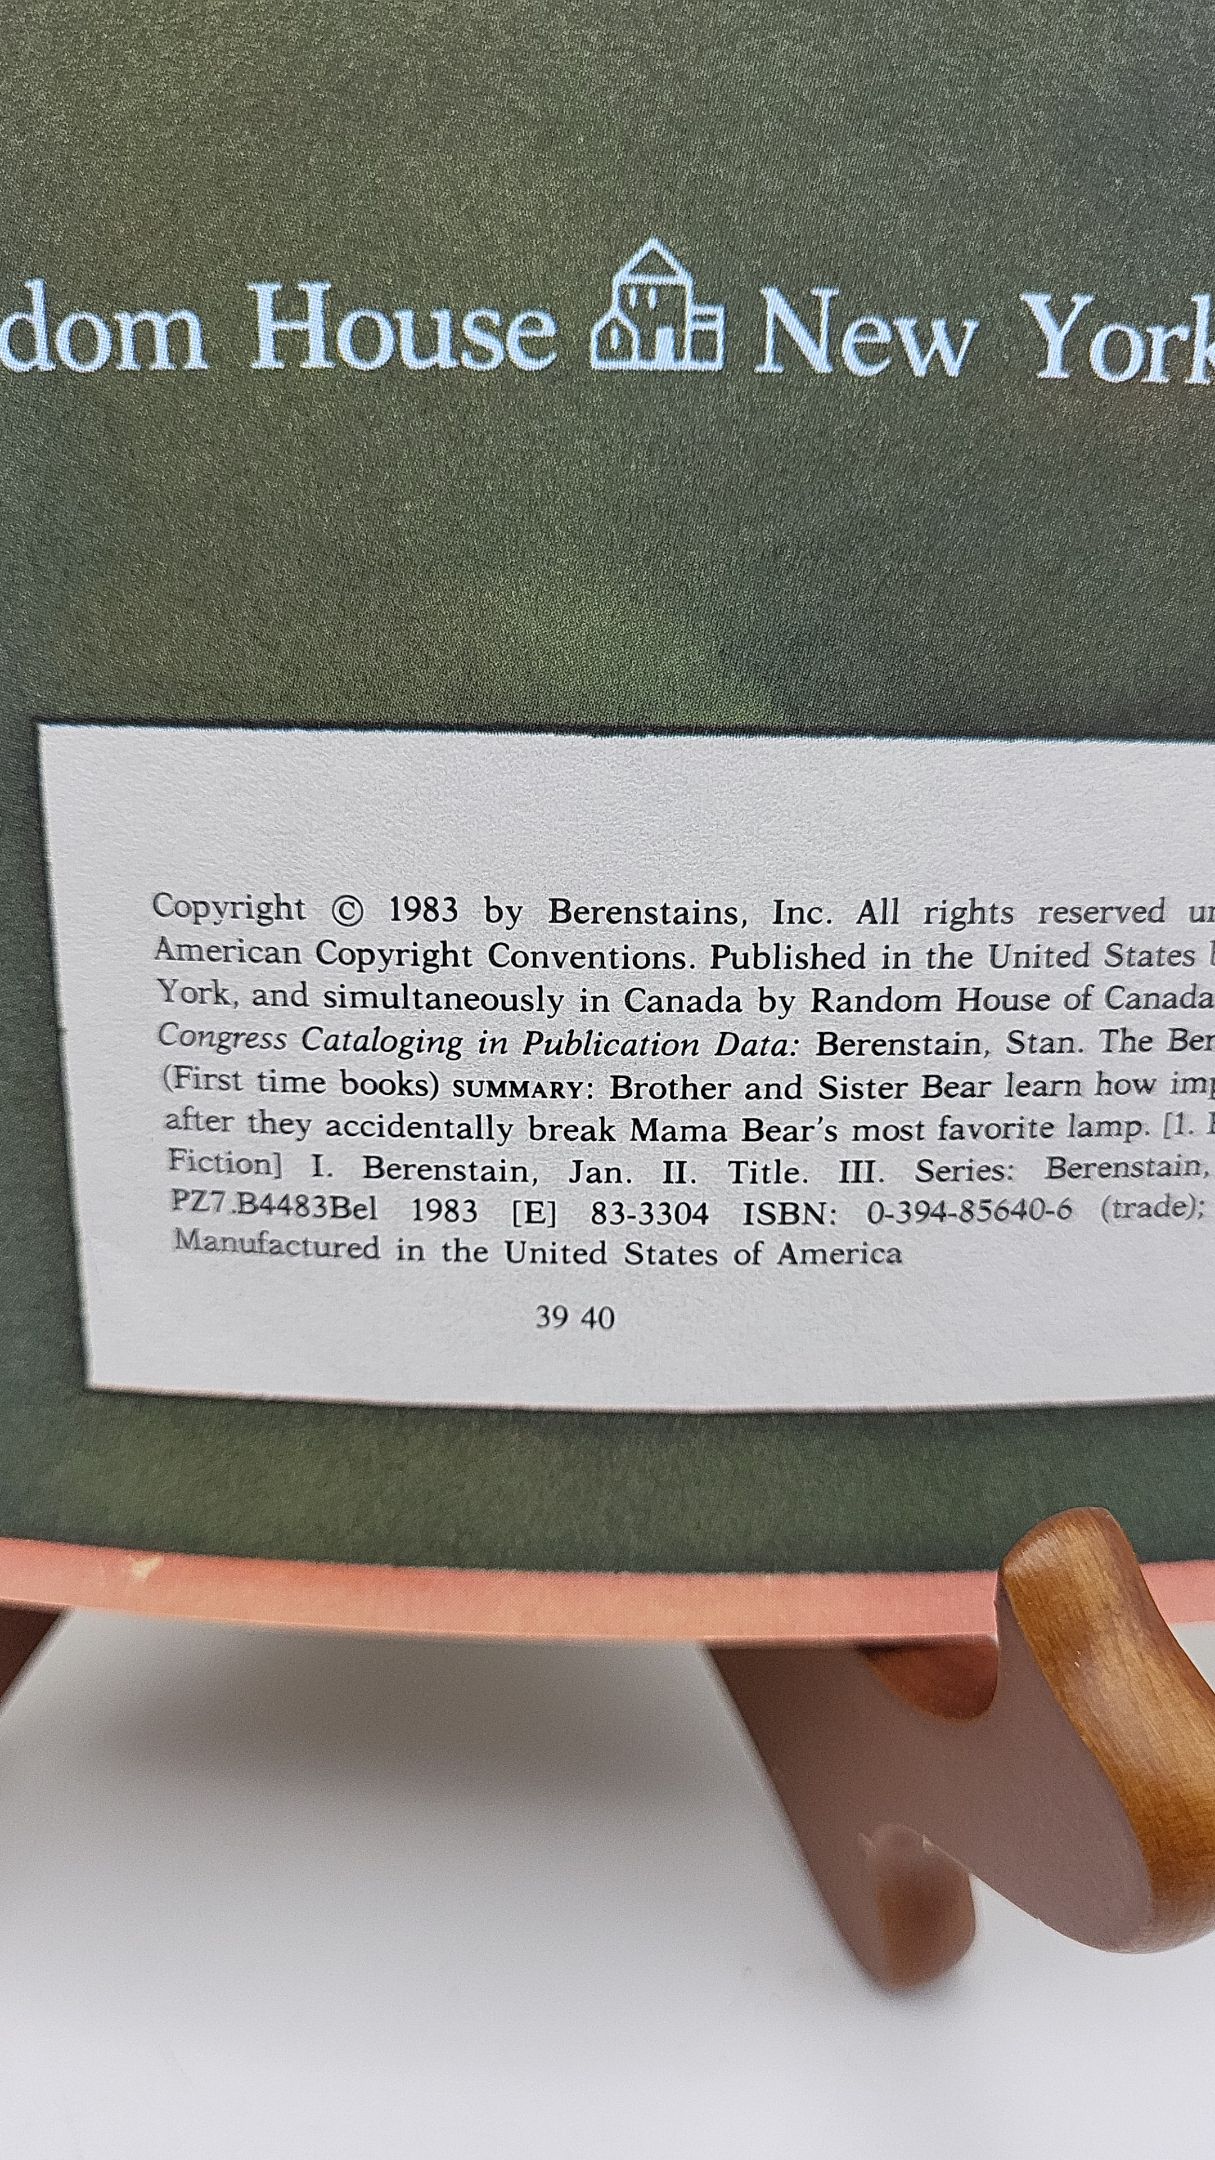 dom House New York
Copyright © 1983 by Berenstains, Inc. All rights reserved
American Copyright Conventions. Published in the United States
York, and simultaneously in Canada by Random House of Canada
Congress Cataloging in Publication Data: Berenstain, Stan. The Ber
(First time books) SUMMARY: Brother and Sister Bear learn how
after they accidentally break Mama Bear's most favorite lamp. [1.
Fiction] I. Berenstain, Jan. II. Title. III. Series: Berenstain,
PZ7.B4483Bel 1983 [E] 83-3304 ISBN: 0-394-85640-6 (trade);
Manufactured in the United States of America
39 40